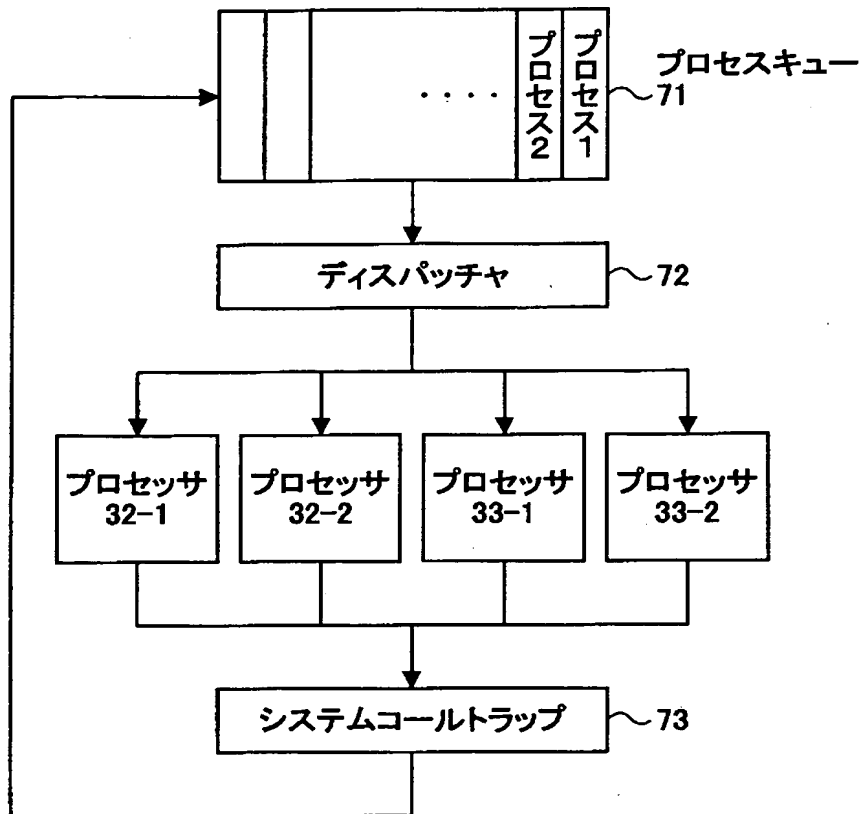 プロセス1
プロセス2
・・・・
プロセスキュー
71
ディスパッチャ
72
プロセッサ
32-1
プロセッサ
32-2
プロセッサ
33-1
プロセッサ
33-2
システムコールトラップ
73